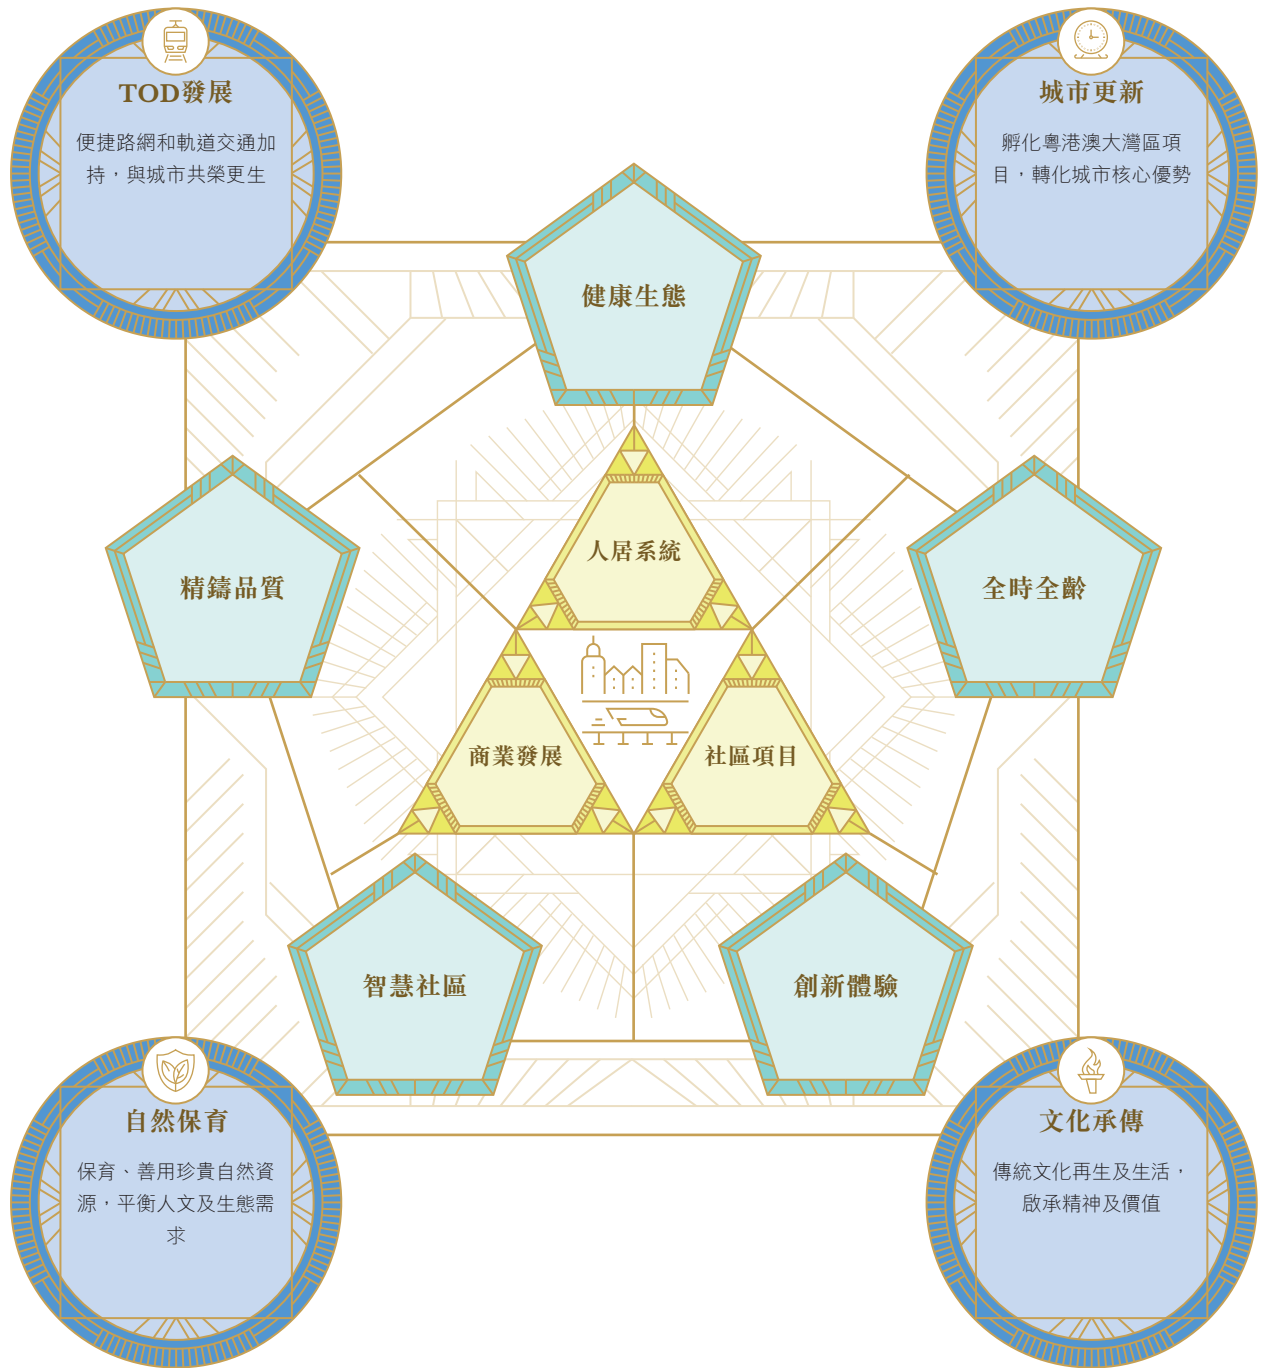 TOD發展
便捷路網和軌道交通加
持，與城市共榮更生
城市更新
孵化粵港澳大灣區項
目，轉化城市核心優勢
健康生態
人居系統
精鑄品質
全時全齡
商業發展
社區項目
智慧社區
創新體驗
自然保育
保育、善用珍貴自然資
源，平衡人文及生態需
求
文化承傳
傳統文化再生及生活，
啟承精神及價值